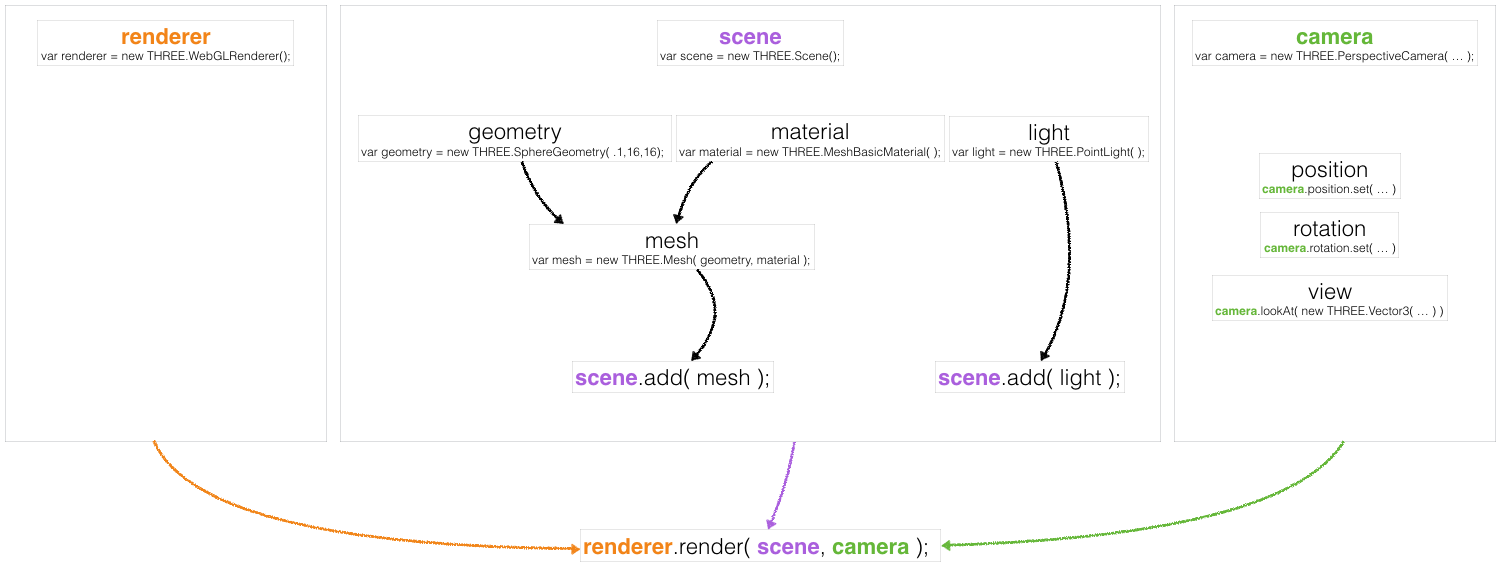 renderer
var renderer = new THREE.WebGLRenderer();
scene
var scene = new THREE.Scene();
geometry
var geometry = new THREE.SphereGeometry( .1,16,16);
material
var material = new THREE.MeshBasicMaterial( );
light
var light = new THREE.PointLight( );
mesh
var mesh = new THREE.Mesh( geometry, material );
scene.add( mesh );
scene.add( light );
camera
var camera = new THREE.PerspectiveCamera( … );
position
camera.position.set( … )
rotation
camera.rotation.set( … )
view
camera.lookAt( new THREE.Vector3( … ) )
renderer.render( scene, camera );